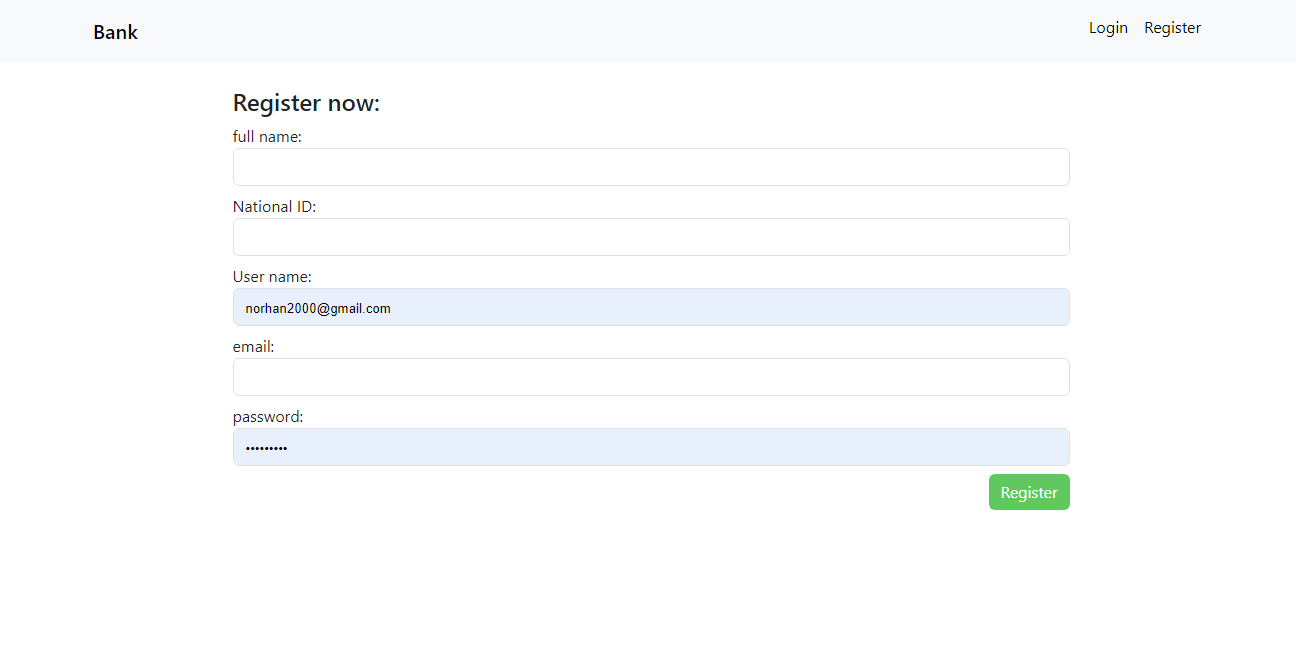 Bank
Login Register
Register now:
full name:
National ID:
User name:
norhan2000@gmail.com
email:
password:
•••••••••
Register